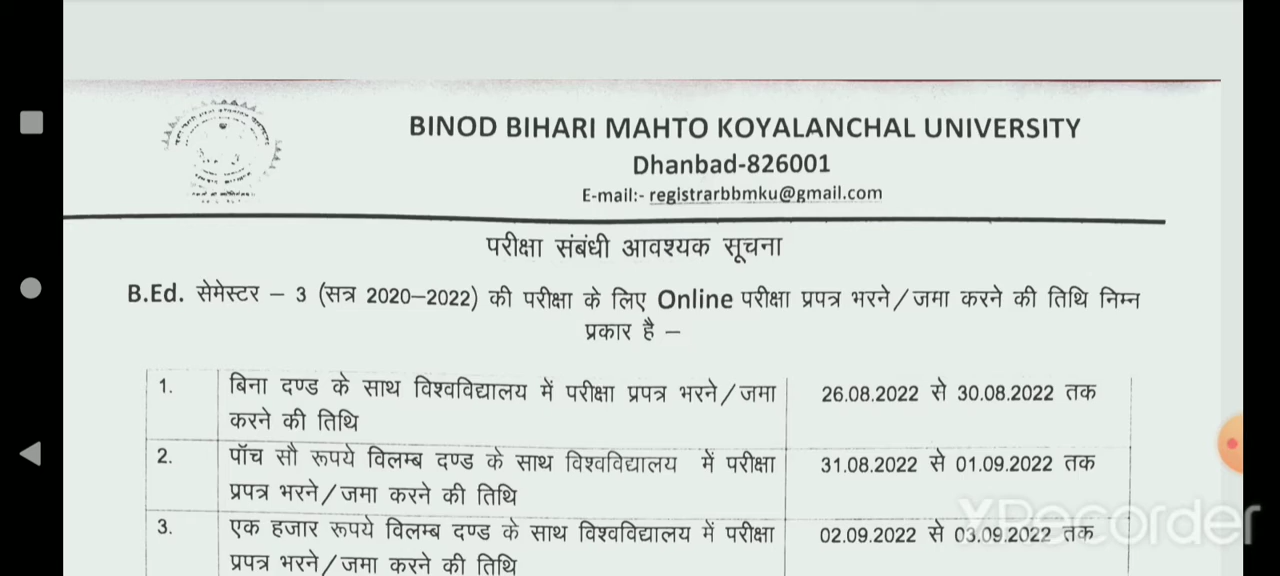 BINOD BIHARI MAHTO KOYALANCHAL UNIVERSITY
Dhanbad-826001
E-mail:- registrarbbmku@gmail.com
परीक्षा संबंधी आवश्यक सूचना
B.Ed. सेमेस्टर – 3 (सत्र 2020–2022) की परीक्षा के लिए Online परीक्षा प्रपत्र भरने/जमा करने की तिथि निम्न
प्रकार है –
1. बिना दण्ड के साथ विश्वविद्यालय में परीक्षा प्रपत्र भरने/जमा 26.08.2022 से 30.08.2022 तक
करने की तिथि
2. पॉच सौ रूपये विलम्ब दण्ड के साथ विश्वविद्यालय में परीक्षा 31.08.2022 से 01.09.2022 तक
प्रपत्र भरने/जमा करने की तिथि
3. एक हजार रूपये विलम्ब दण्ड के साथ विश्वविद्यालय में परीक्षा 02.09.2022 से 03.09.2022 तक
प्रपत्र भरने/जमा करने की तिथि
XRecorder